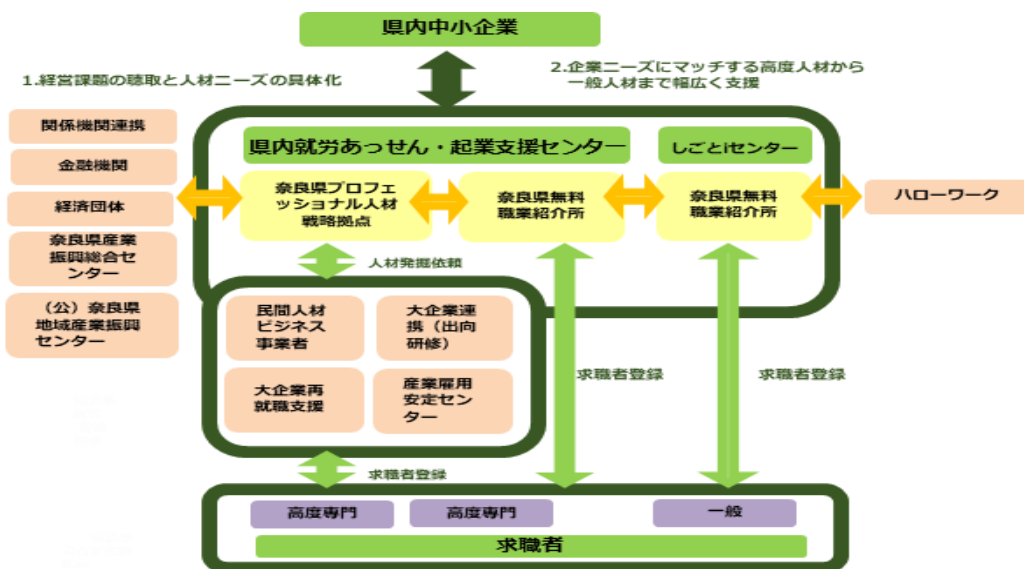 県内中小企業
1.経営課題の聴取と人材ニーズの具体化
2.企業ニーズにマッチする高度人材から
一般人材まで幅広く支援
関係機関連携
金融機関
経済団体
奈良県産業
振興総合セ
ンター
（公）奈良県
地域産業振興
センター
県内就労あっせん・起業支援センター
しごとiセンター
奈良県プロフェ
ッショナル人材
戦略拠点
奈良県無料
職業紹介所
奈良県無料
職業紹介所
ハローワーク
人材発掘依頼
民間人材
ビジネス
事業者
大企業連
携（出向
研修）
大企業再
就職支援
産業雇用
安定セン
ター
求職者登録
求職者登録
求職者登録
高度専門
高度専門
一般
求職者